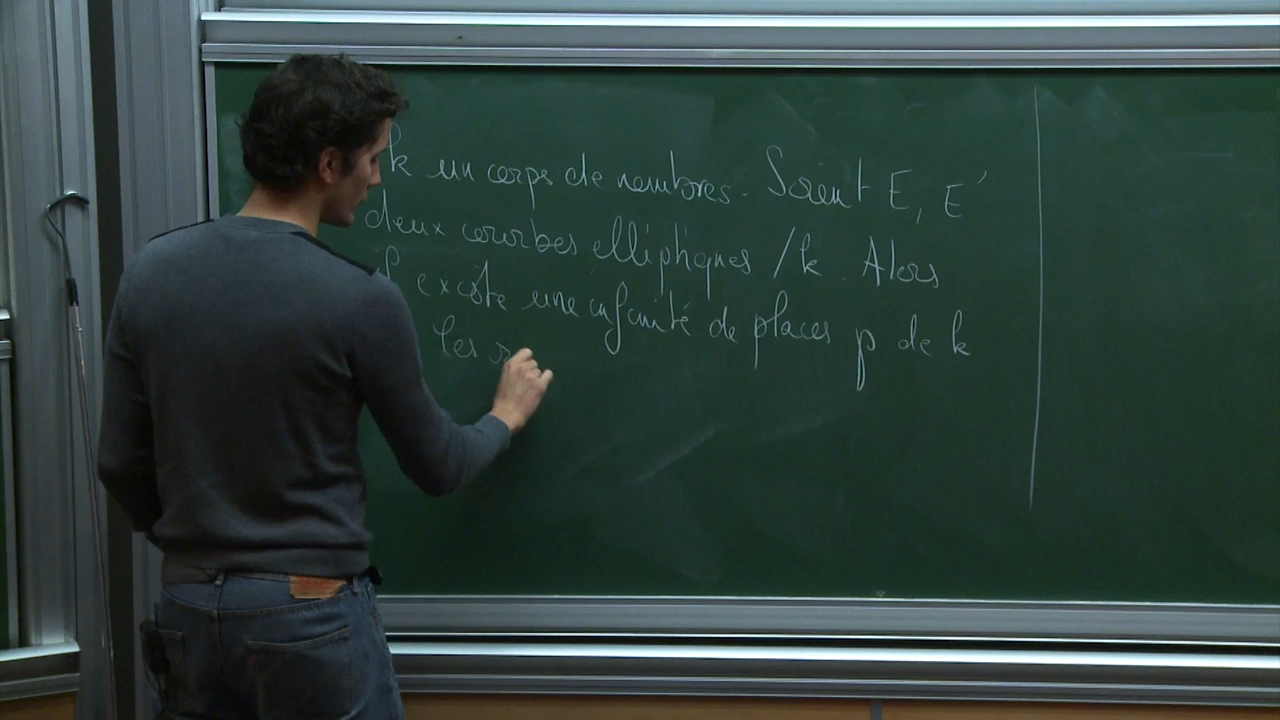 k un corps de nombres. Soient E, E'
deux courbes elliptiques /k. Alors
il existe une infinité de places p de k
les